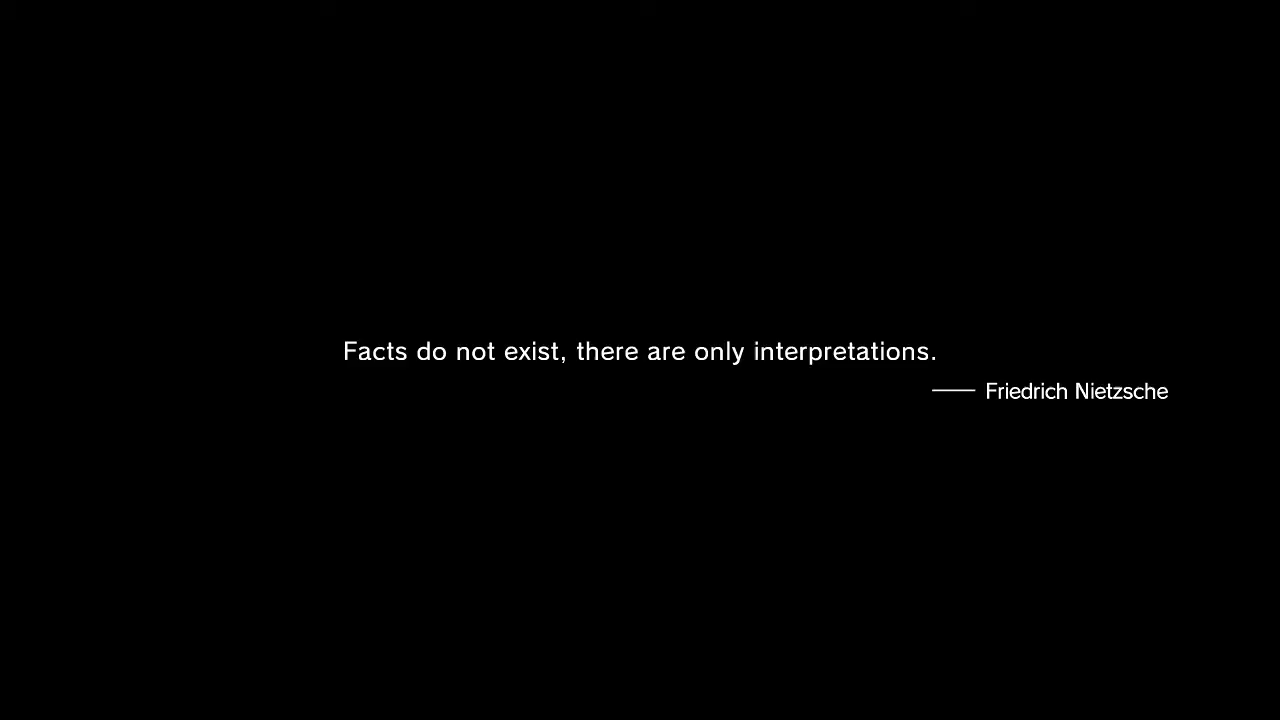 Facts do not exist, there are only interpretations.
—— Friedrich Nietzsche